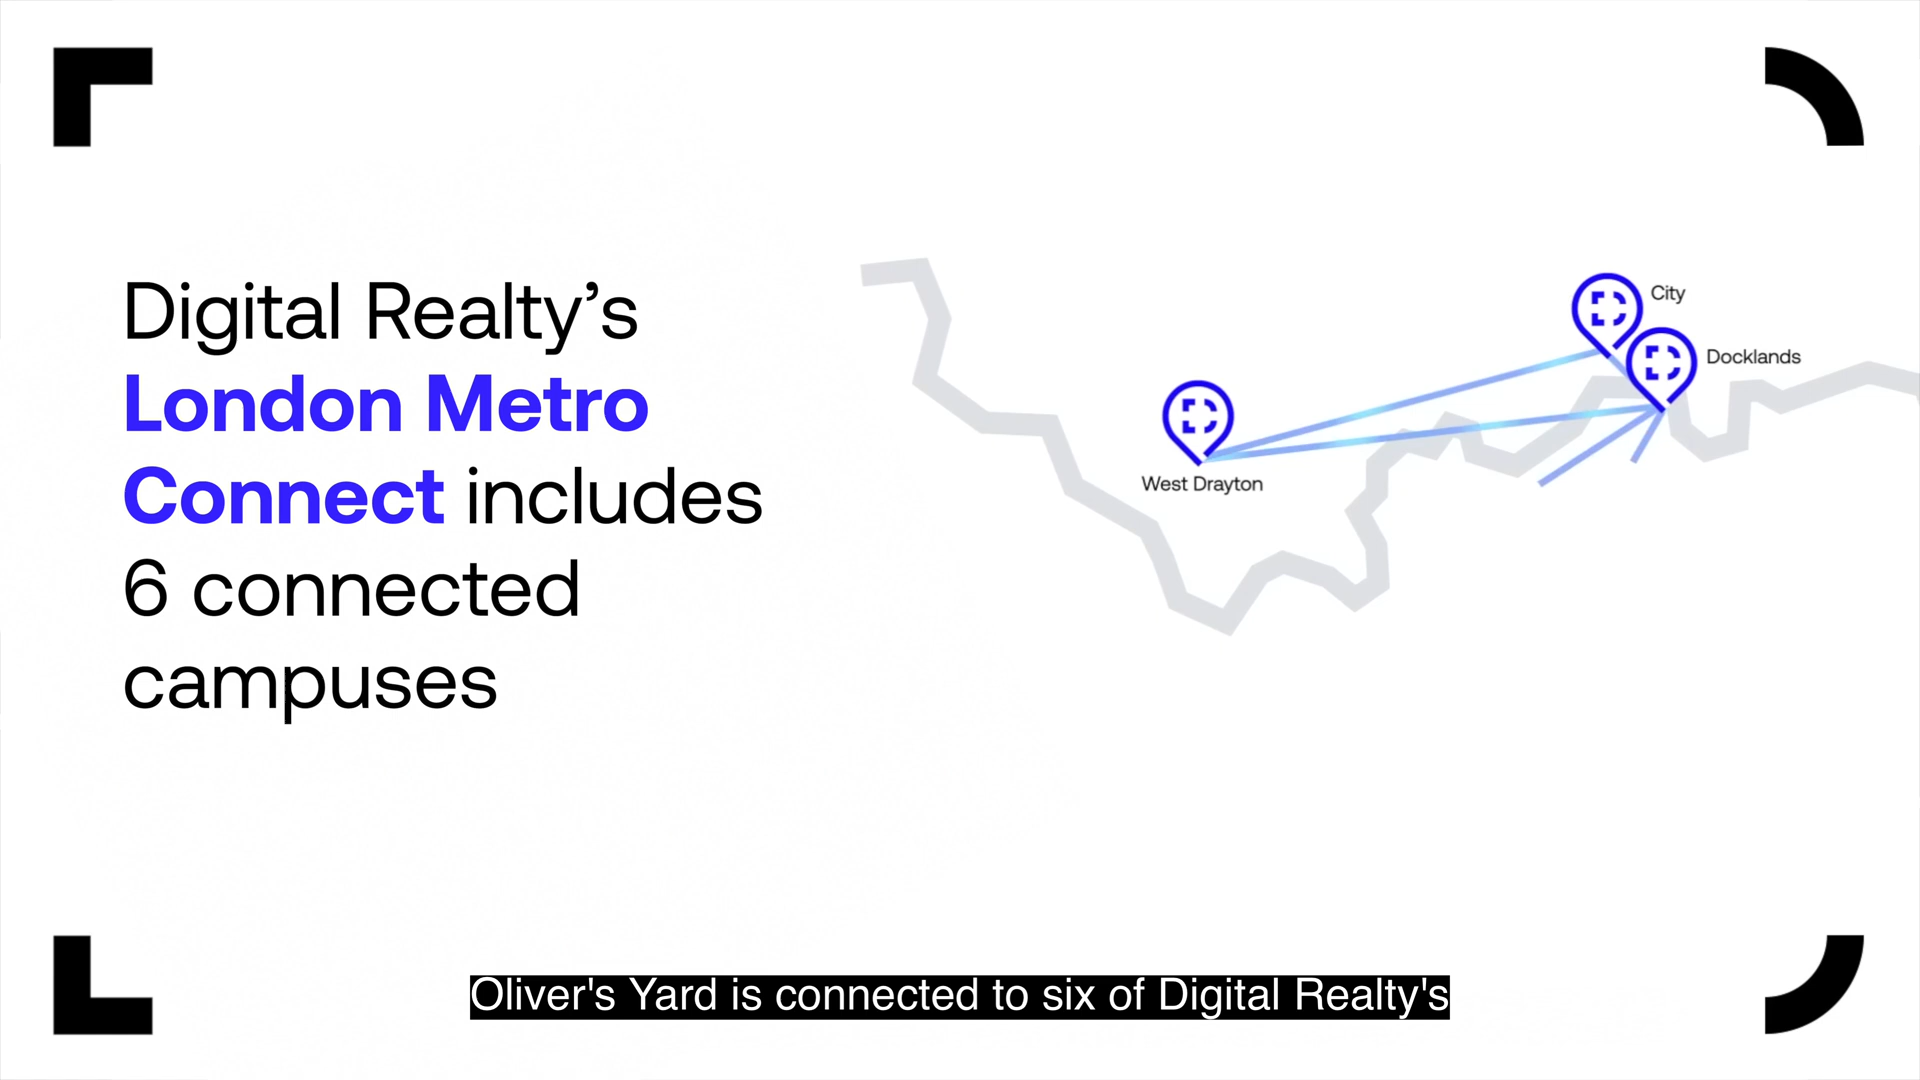 Digital Realty’s
London Metro
Connect includes
6 connected
campuses
City
Docklands
West Drayton
Oliver's Yard is connected to six of Digital Realty's